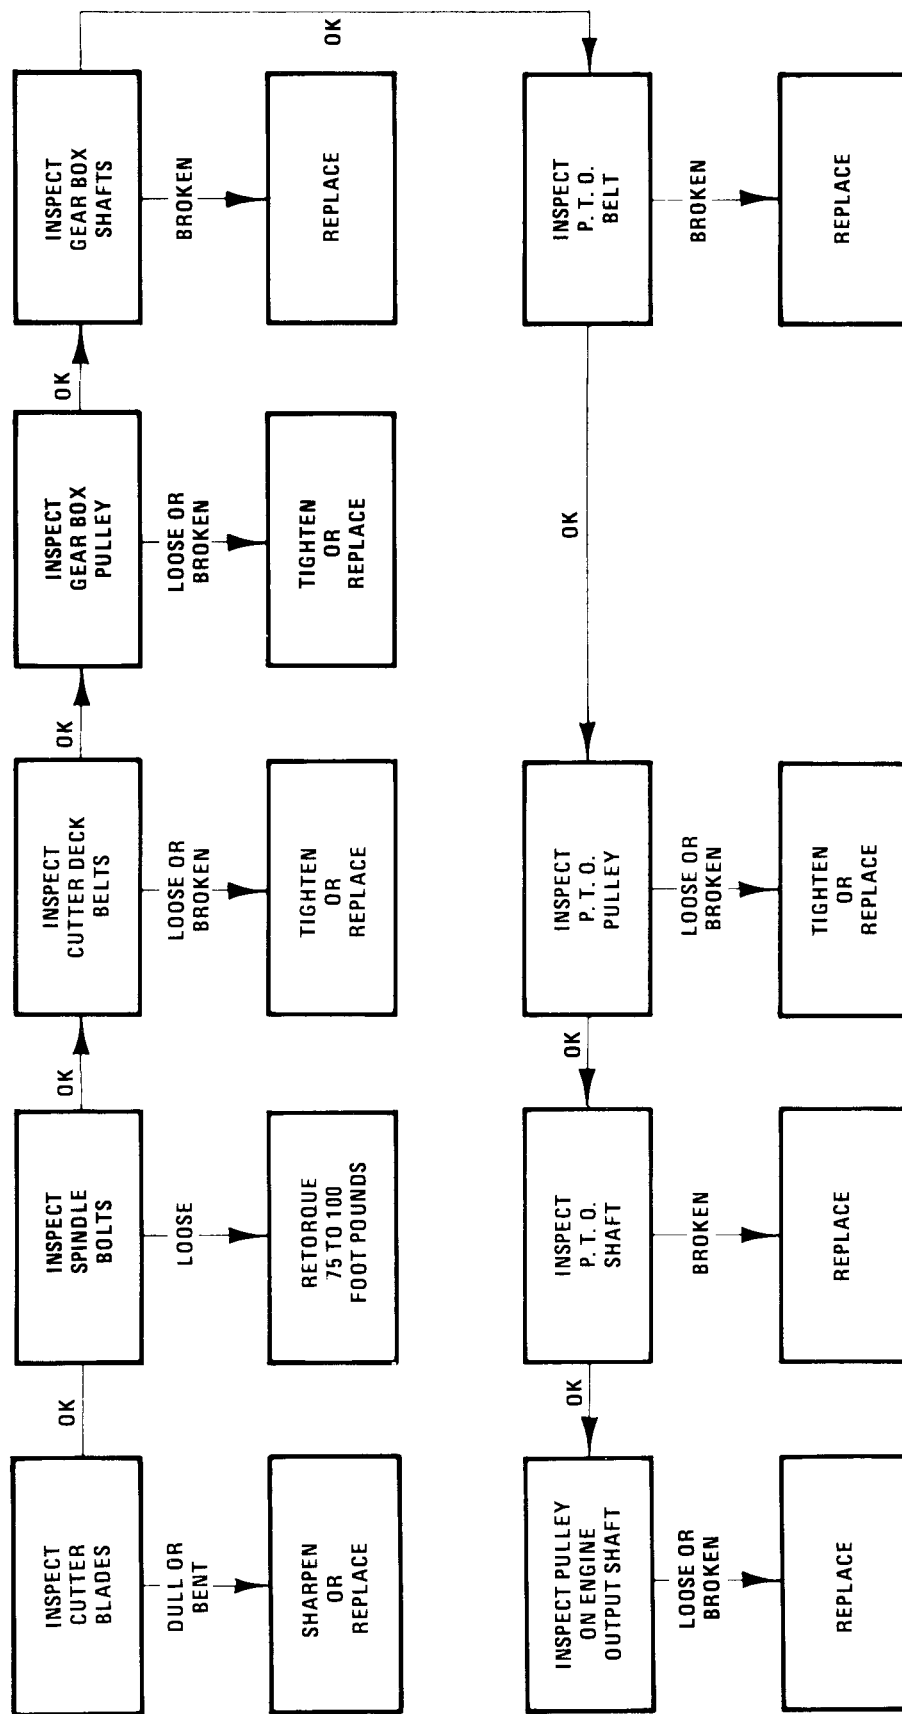 INSPECT
CUTTER
BLADES
OK
INSPECT
SPINDLE
BOLTS
OK
INSPECT
CUTTER DECK
BELTS
OK
INSPECT
GEAR BOX
PULLEY
OK
INSPECT
GEAR BOX
SHAFTS
OK
DULL OR
BENT
LOOSE
LOOSE OR
BROKEN
LOOSE OR
BROKEN
BROKEN
SHARPEN
OR
REPLACE
RETORQUE
75 TO 100
FOOT POUNDS
TIGHTEN
OR
REPLACE
TIGHTEN
OR
REPLACE
REPLACE
INSPECT PULLEY
ON ENGINE
OUTPUT SHAFT
OK
INSPECT
P. T. O.
SHAFT
OK
INSPECT
P. T. O.
PULLEY
OK
INSPECT
P. T. O.
BELT
LOOSE OR
BROKEN
BROKEN
LOOSE OR
BROKEN
BROKEN
REPLACE
REPLACE
TIGHTEN
OR
REPLACE
REPLACE